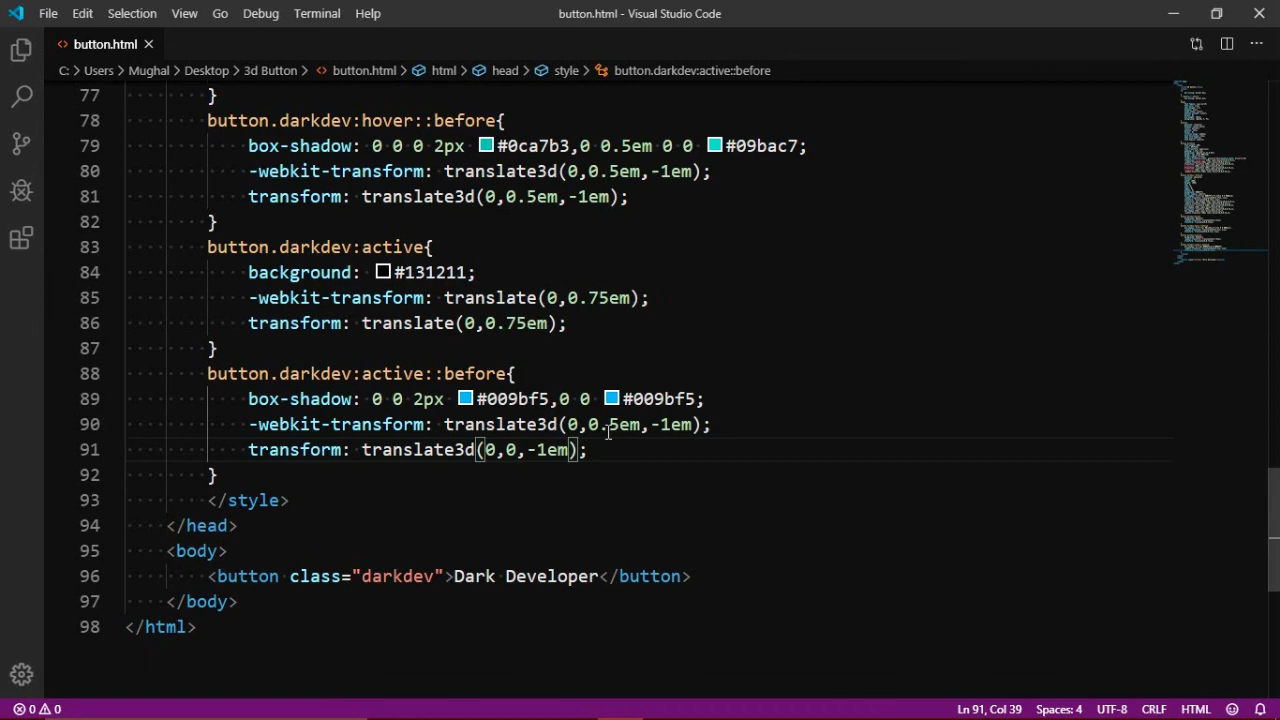 File Edit Selection View Go Debug Terminal Help button.html - Visual Studio Code
button.html
C: > Users > Mughal > Desktop > 3d Button > button.html > html > head > style > button.darkdev:active::before
77 }
78 button.darkdev:hover::before{
79 box-shadow: 0 0 0 2px #0ca7b3,0 0.5em 0 0 #09bac7;
80 -webkit-transform: translate3d(0,0.5em,-1em);
81 transform: translate3d(0,0.5em,-1em);
82 }
83 button.darkdev:active{
84 background: #131211;
85 -webkit-transform: translate(0,0.75em);
86 transform: translate(0,0.75em);
87 }
88 button.darkdev:active::before{
89 box-shadow: 0 0 2px #009bf5,0 0 #009bf5;
90 -webkit-transform: translate3d(0,0.5em,-1em);
91 transform: translate3d(0,0,-1em);
92 }
93 </style>
94 </head>
95 <body>
96 <button class="darkdev">Dark Developer</button>
97 </body>
98 </html>
0 0 Ln 91, Col 39 Spaces: 4 UTF-8 CRLF HTML